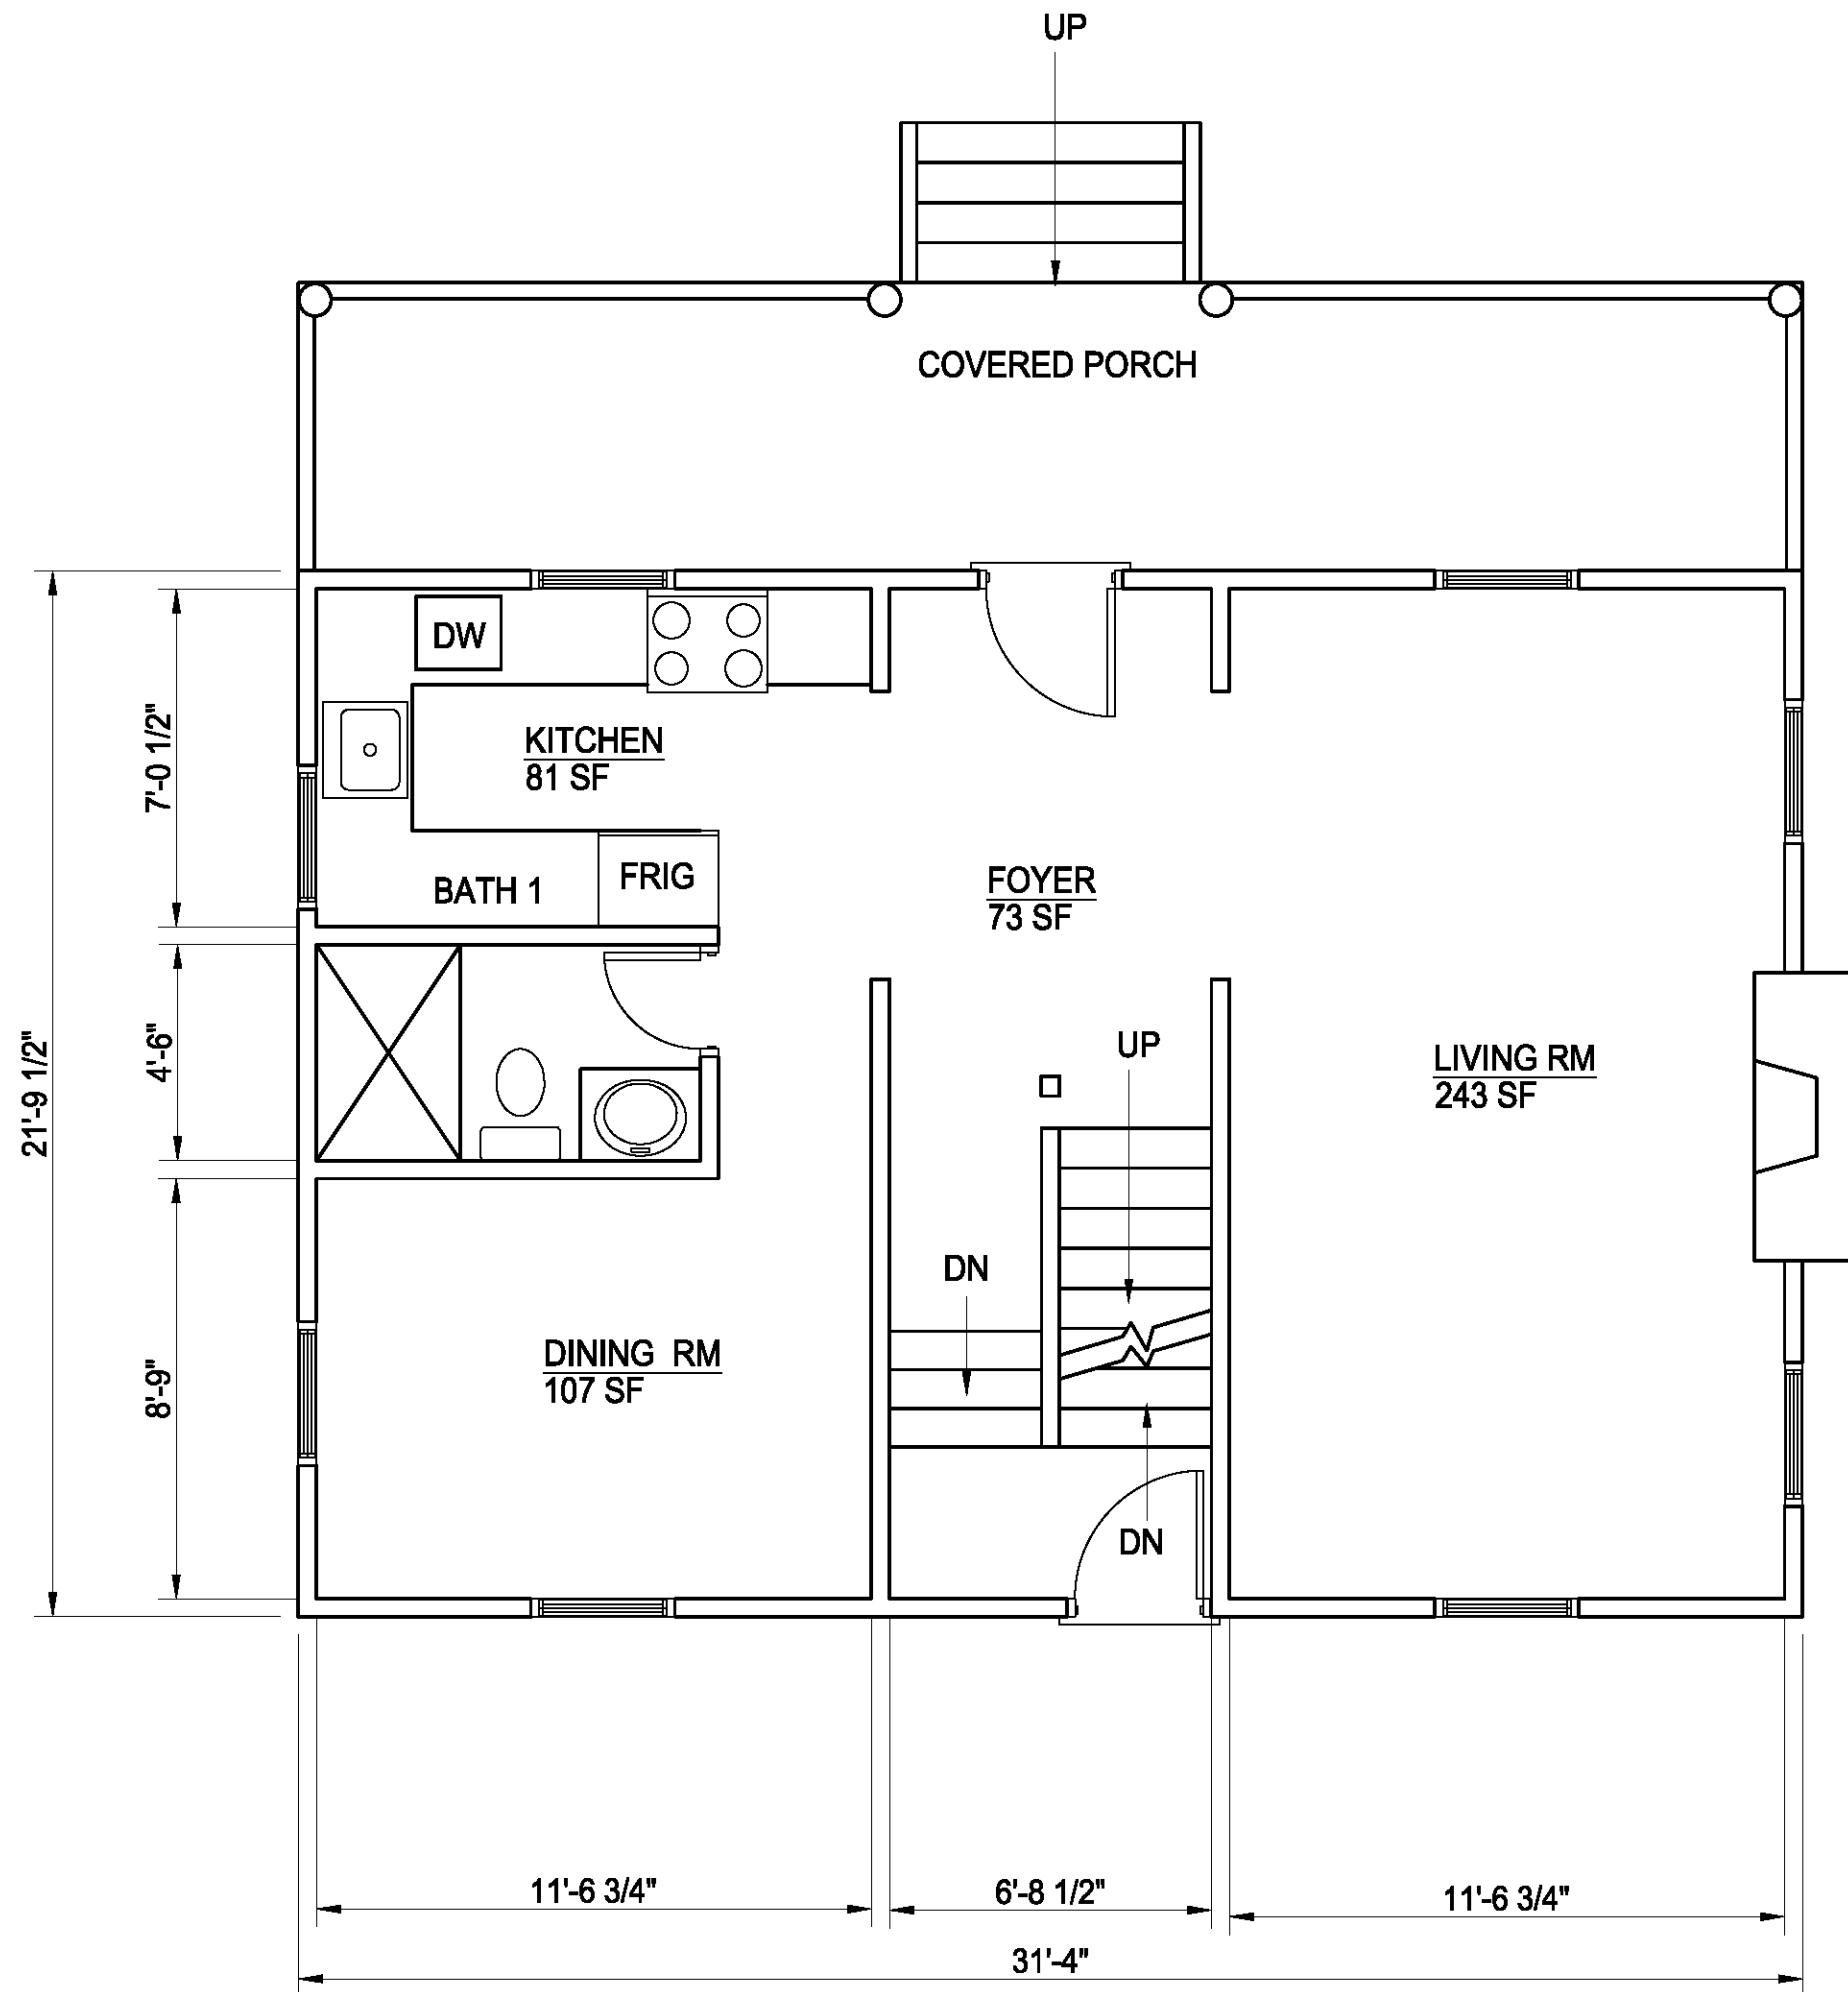 UP
COVERED PORCH
DW
KITCHEN
81 SF
7'-0 1/2"
FRIG
BATH 1
FOYER
73 SF
4'-6"
21'-9 1/2"
UP
LIVING RM
243 SF
DN
DINING RM
107 SF
8'-9"
DN
11'-6 3/4"
6'-8 1/2"
11'-6 3/4"
31'-4"